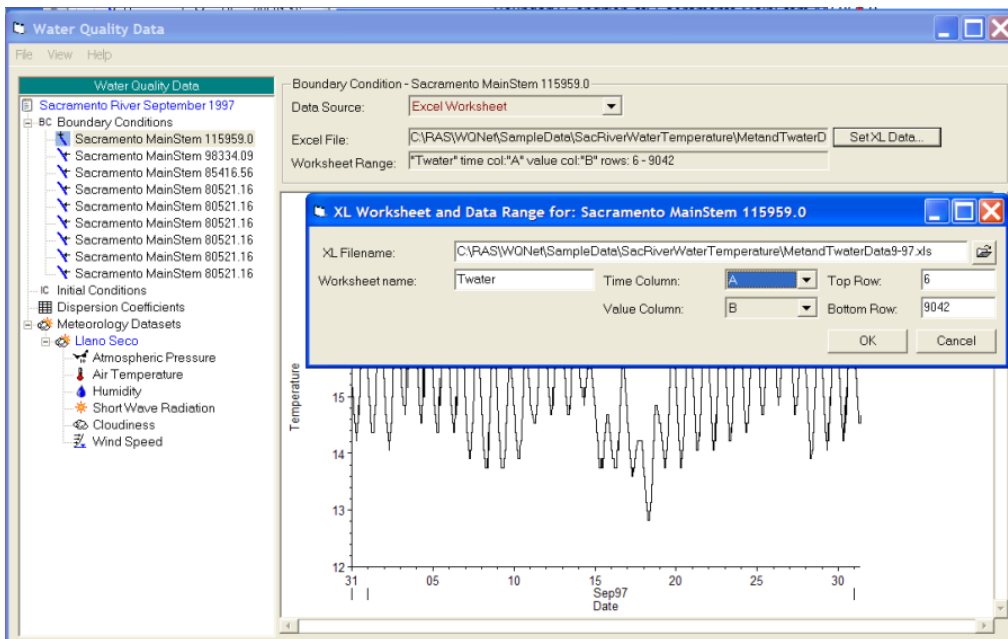 Water Quality Data
File View Help
Water Quality Data
Sacramento River September 1997
BC Boundary Conditions
Sacramento MainStem 115959.0
Sacramento MainStem 98334.09
Sacramento MainStem 85416.56
Sacramento MainStem 80521.16
Sacramento MainStem 80521.16
Sacramento MainStem 80521.16
Sacramento MainStem 80521.16
Sacramento MainStem 80521.16
Sacramento MainStem 80521.16
IC Initial Conditions
Dispersion Coefficients
Meteorology Datasets
Llano Seco
Atmospheric Pressure
Air Temperature
Humidity
Short Wave Radiation
Cloudiness
Wind Speed
Boundary Condition - Sacramento MainStem 115959.0
Data Source: Excel Worksheet
Excel File: C:\RAS\WQNet\SampleData\SacRiverWaterTemperature\MetandTwaterD Set XL Data...
Worksheet Range: "Twater" time col:"A" value col:"B" rows: 6 - 9042
XL Worksheet and Data Range for: Sacramento MainStem 115959.0
XL Filename: C:\RAS\WQNet\SampleData\SacRiverWaterTemperature\MetandTwaterData9-97.xls
Worksheet name: Twater Time Column: A Top Row: 6
Value Column: B Bottom Row: 9042
OK Cancel
Temperature
15
14
13
12
31 05 10 15 20 25 30
Sep97
Date